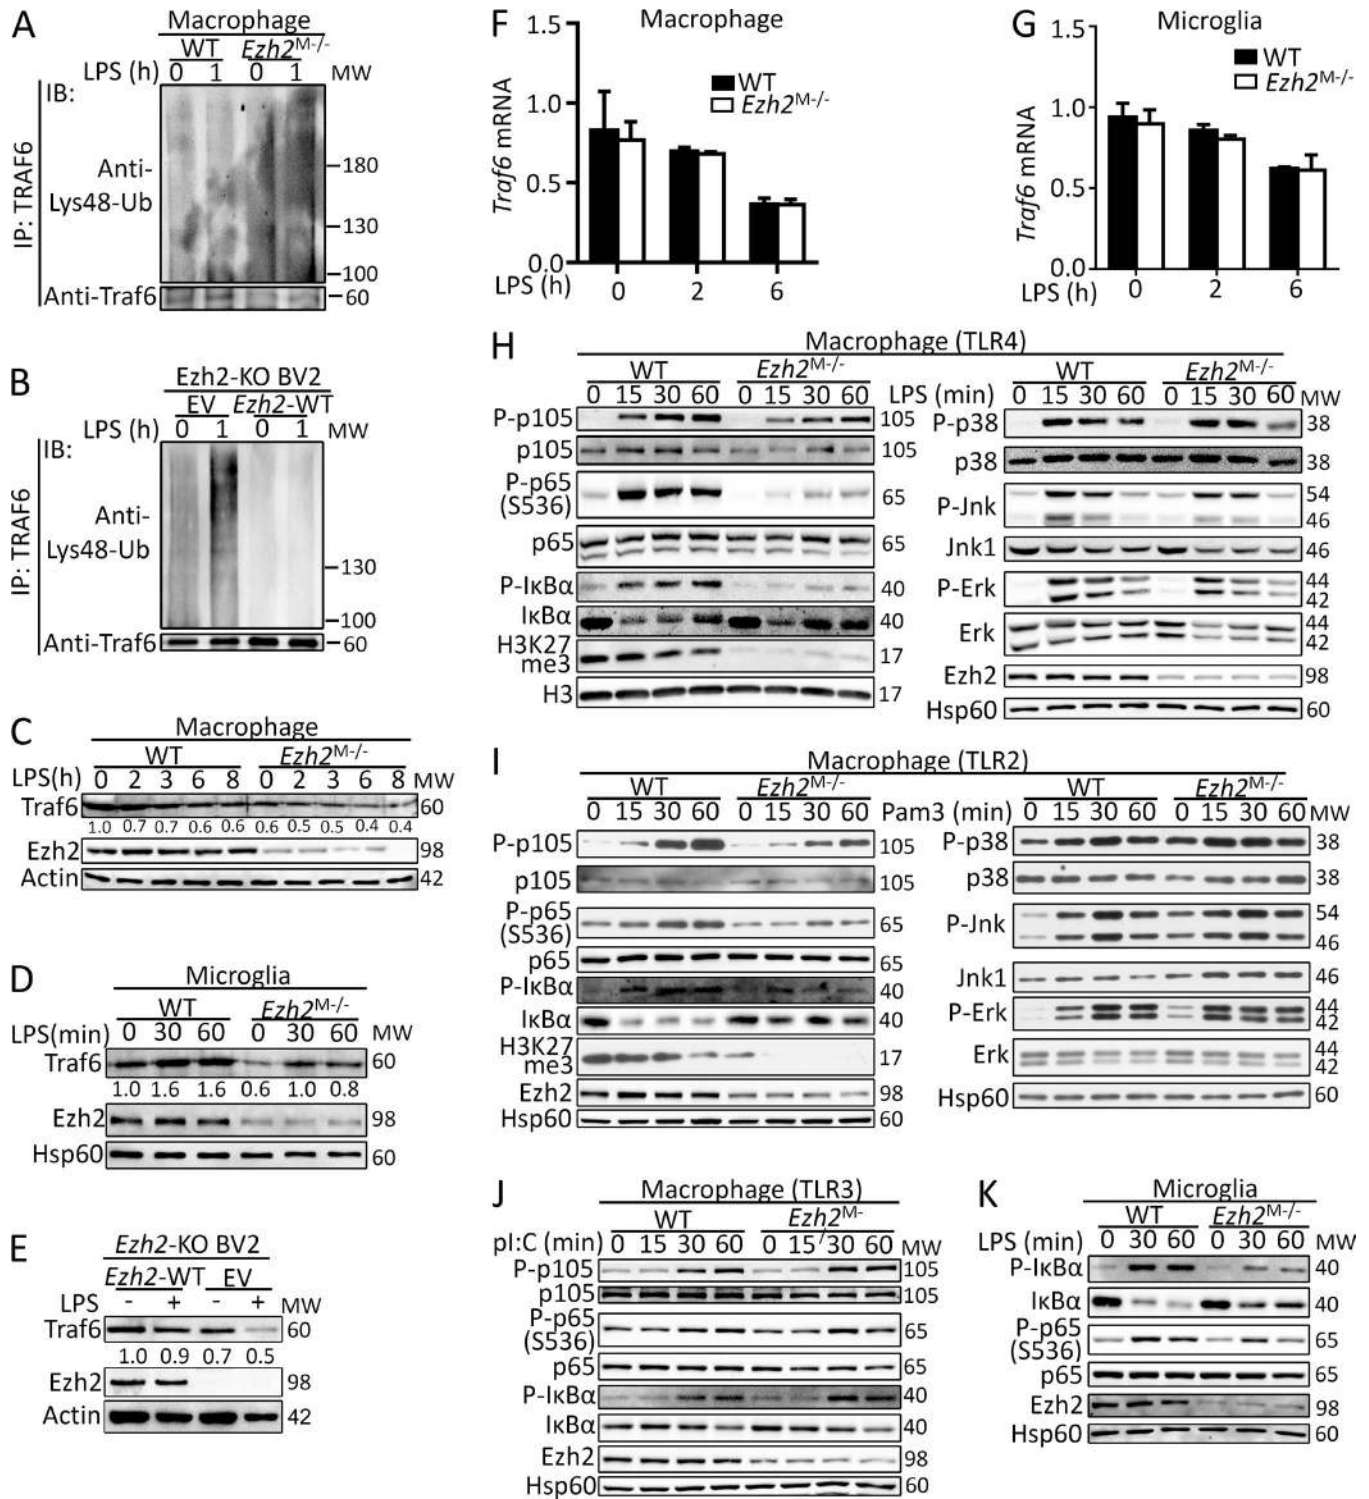 A
Macrophage
WT Ezh2M-/-
LPS (h) 0 1 0 1 MW
IB:
IP: TRAF6
Anti-
Lys48-Ub
180
130
100
Anti-Traf6 60
B
Ezh2-KO BV2
EV Ezh2-WT
LPS (h) 0 1 0 1 MW
IB:
IP: TRAF6
Anti-
Lys48-Ub
130
100
Anti-Traf6 60
C
Macrophage
WT Ezh2M-/-
LPS(h) 0 2 3 6 8 0 2 3 6 8 MW
Traf6 60
1.0 0.7 0.7 0.6 0.6 0.6 0.5 0.5 0.4 0.4
Ezh2 98
Actin 42
D
Microglia
WT Ezh2M-/-
LPS(min) 0 30 60 0 30 60 MW
Traf6 60
1.0 1.6 1.6 0.6 1.0 0.8
Ezh2 98
Hsp60 60
E
Ezh2-KO BV2
Ezh2-WT EV
LPS - + - + MW
Traf6 60
1.0 0.9 0.7 0.5
Ezh2 98
Actin 42
F
Macrophage
Traf6 mRNA
1.5
1.0
0.5
0.0
WT
Ezh2M-/-
LPS (h) 0 2 6
G
Microglia
Traf6 mRNA
1.5
1.0
0.5
0.0
WT
Ezh2M-/-
LPS (h) 0 2 6
H
Macrophage (TLR4)
WT Ezh2M-/- WT Ezh2M-/-
0 15 30 60 0 15 30 60 LPS (min) 0 15 30 60 0 15 30 60 MW
P-p105 105
p105 105
P-p65
(S536) 65
p65 65
P-IκBα 40
IκBα 40
H3K27
me3 17
H3 17
P-p38 38
p38 38
P-Jnk 54
46
Jnk1 46
P-Erk 44
42
Erk 44
42
Ezh2 98
Hsp60 60
I
Macrophage (TLR2)
WT Ezh2M-/- WT Ezh2M-/-
0 15 30 60 0 15 30 60 Pam3 (min) 0 15 30 60 0 15 30 60 MW
P-p105 105
p105 105
P-p65
(S536) 65
p65 65
P-IκBα 40
IκBα 40
H3K27
me3 17
Ezh2 98
Hsp60 60
P-p38 38
p38 38
P-Jnk 54
46
Jnk1 46
P-Erk 44
42
Erk 44
42
Hsp60 60
J
Macrophage (TLR3)
WT Ezh2M-/-
pI:C (min) 0 15 30 60 0 15 30 60 MW
P-p105 105
p105 105
P-p65
(S536) 65
p65 65
P-IκBα 40
IκBα 40
Ezh2 98
Hsp60 60
K
Microglia
WT Ezh2M-/-
LPS (min) 0 30 60 0 30 60 MW
P-IκBα 40
IκBα 40
P-p65
(S536) 65
p65 65
Ezh2 98
Hsp60 60